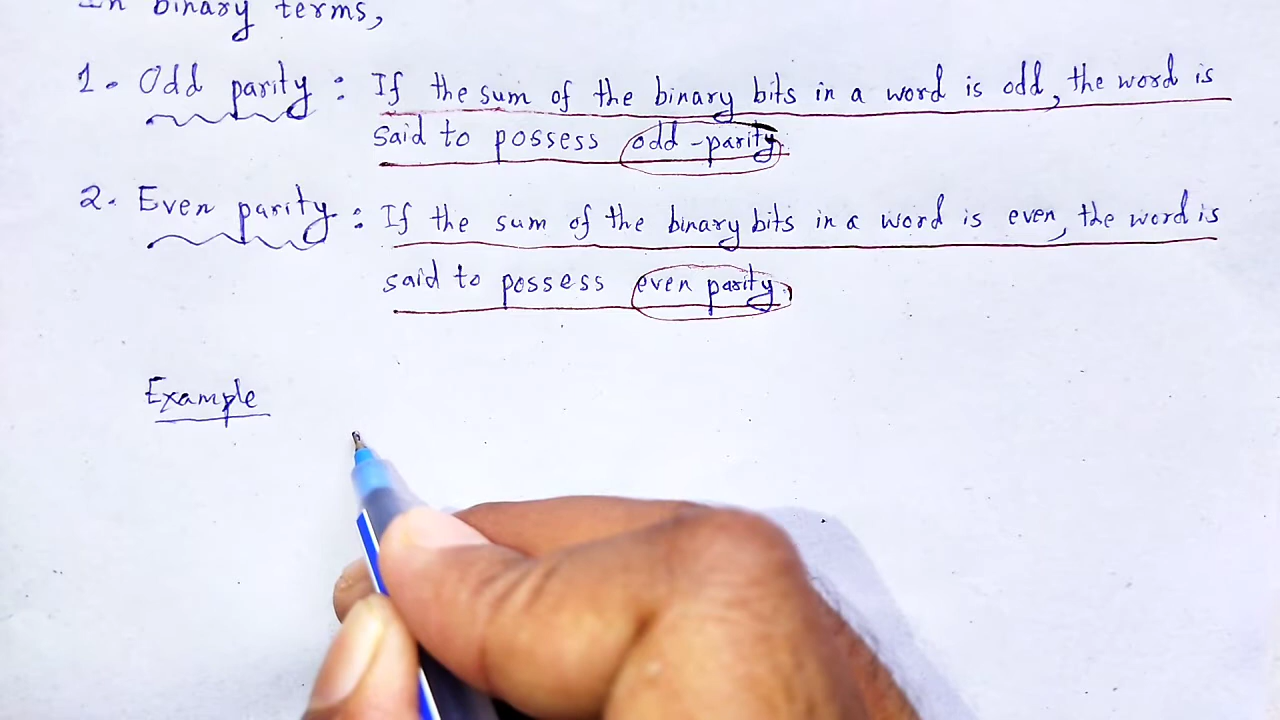 In binary terms,
1. Odd parity : If the sum of the binary bits in a word is odd, the word is
said to possess odd-parity.
2. Even parity : If the sum of the binary bits in a word is even, the word is
said to possess even parity.
Example